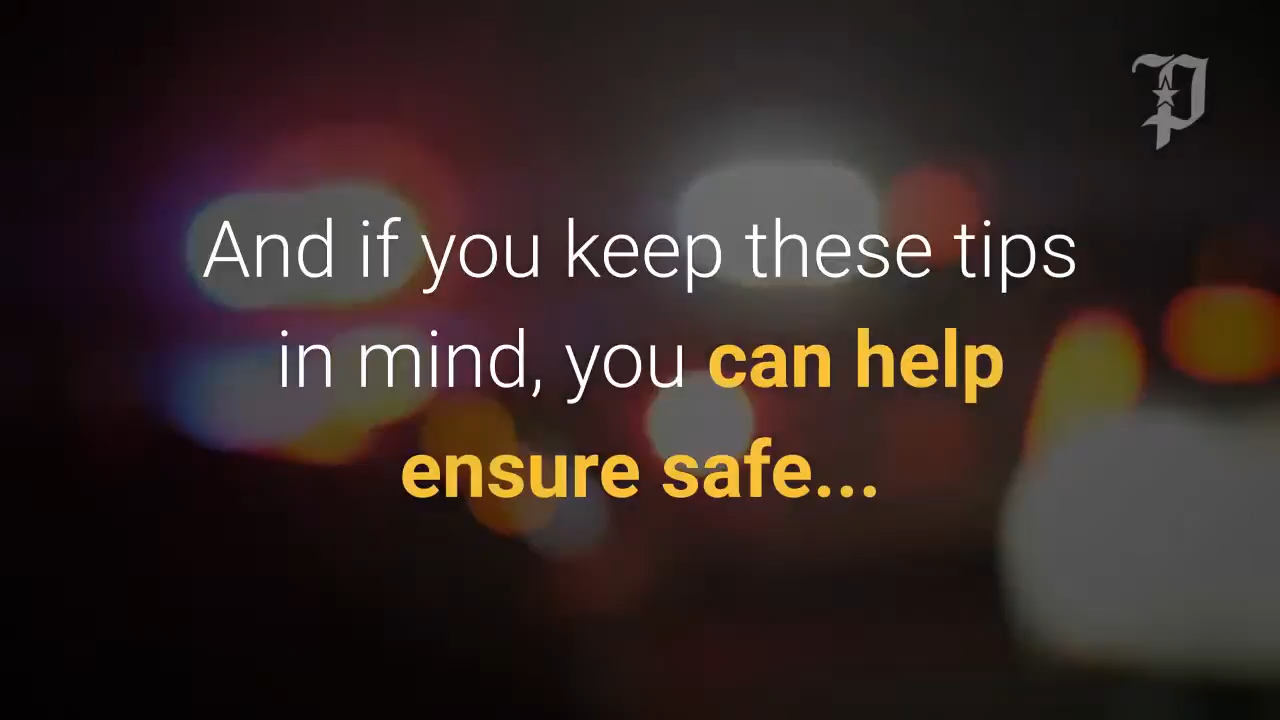 And if you keep these tips
in mind, you can help
ensure safe...
P